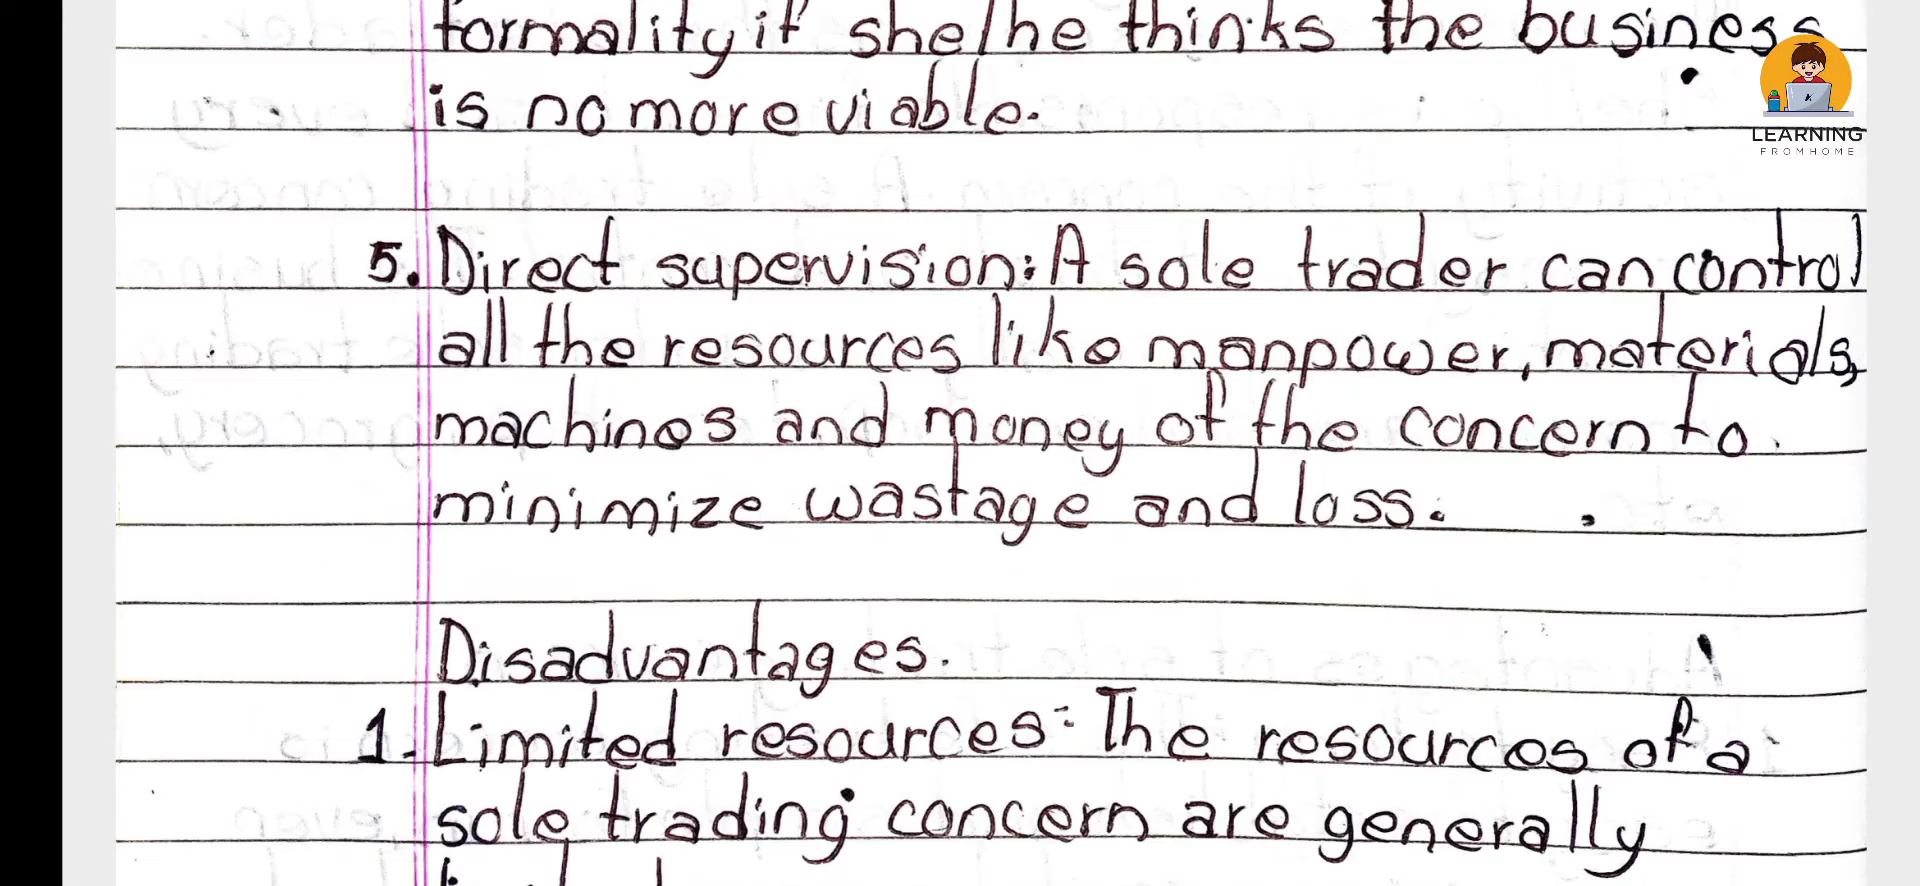 formality if she/he thinks the business
is no more viable.
LEARNING
FROMHOME
5. Direct supervision: A sole trader can control
all the resources like manpower, materials,
machines and money of the concern to
minimize wastage and loss.
Disadvantages.
1. Limited resources:- The resources of a
sole trading concern are generally